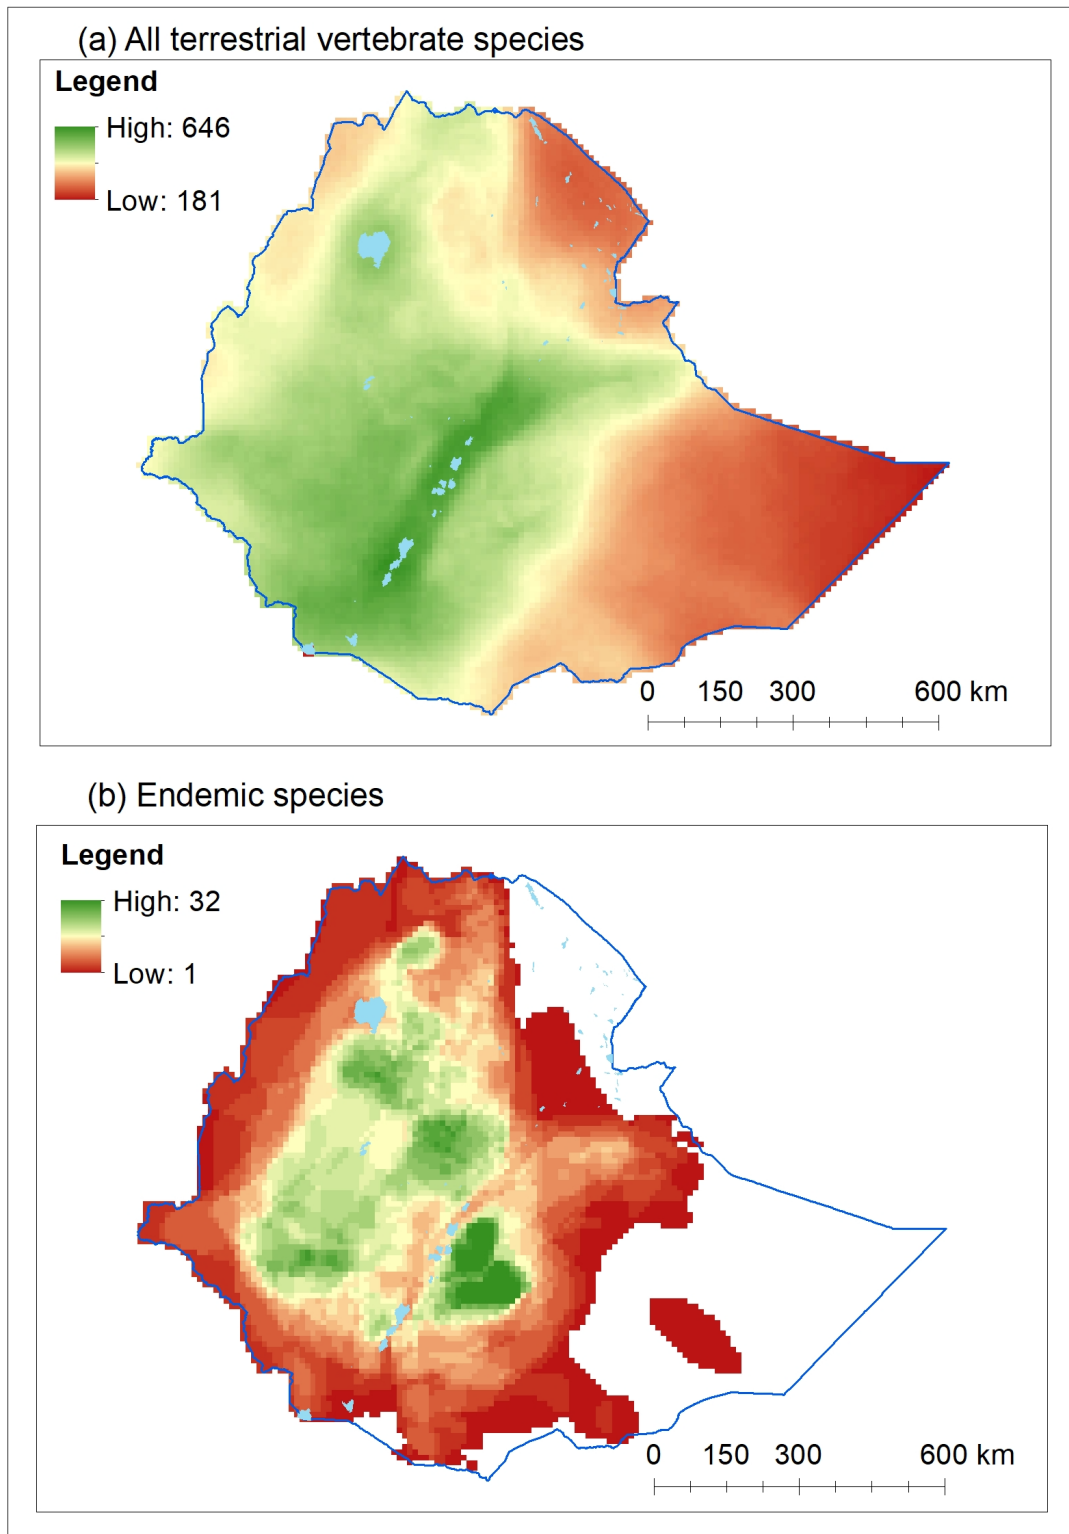 (a) All terrestrial vertebrate species
Legend
High: 646
Low: 181
0 150 300 600 km
(b) Endemic species
Legend
High: 32
Low: 1
0 150 300 600 km